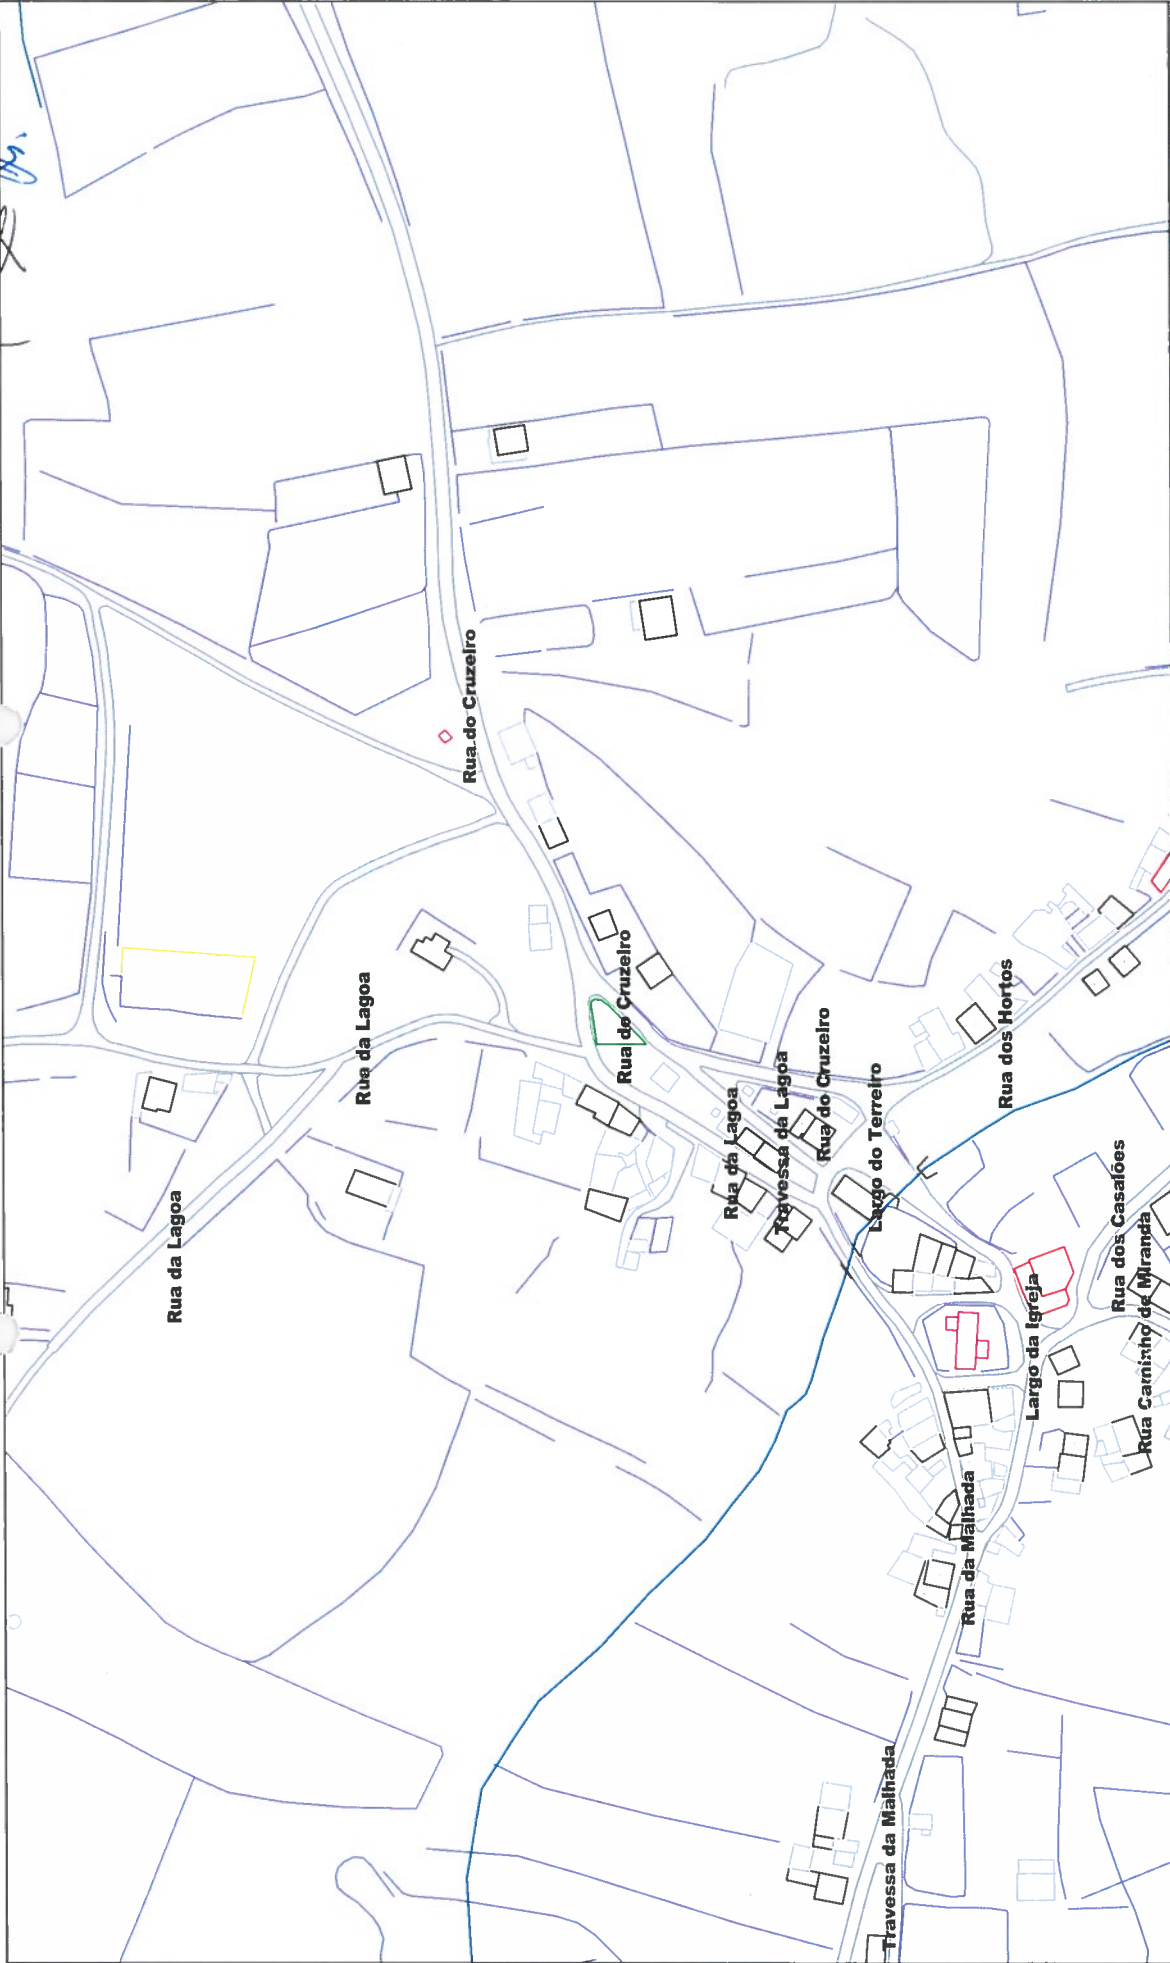 Rua do Cruzeiro
Rua da Lagoa
Rua do Cruzeiro
Rua da Lagoa
Rua do Cruzeiro
Rua dos Hortos
Travessa da Lagoa
Rua da Lagoa
Largo do Terreiro
Rua dos Casalões
Rua Caminho de Miranda
Largo da Igreja
Rua da Malhada
Travessa da Malhada